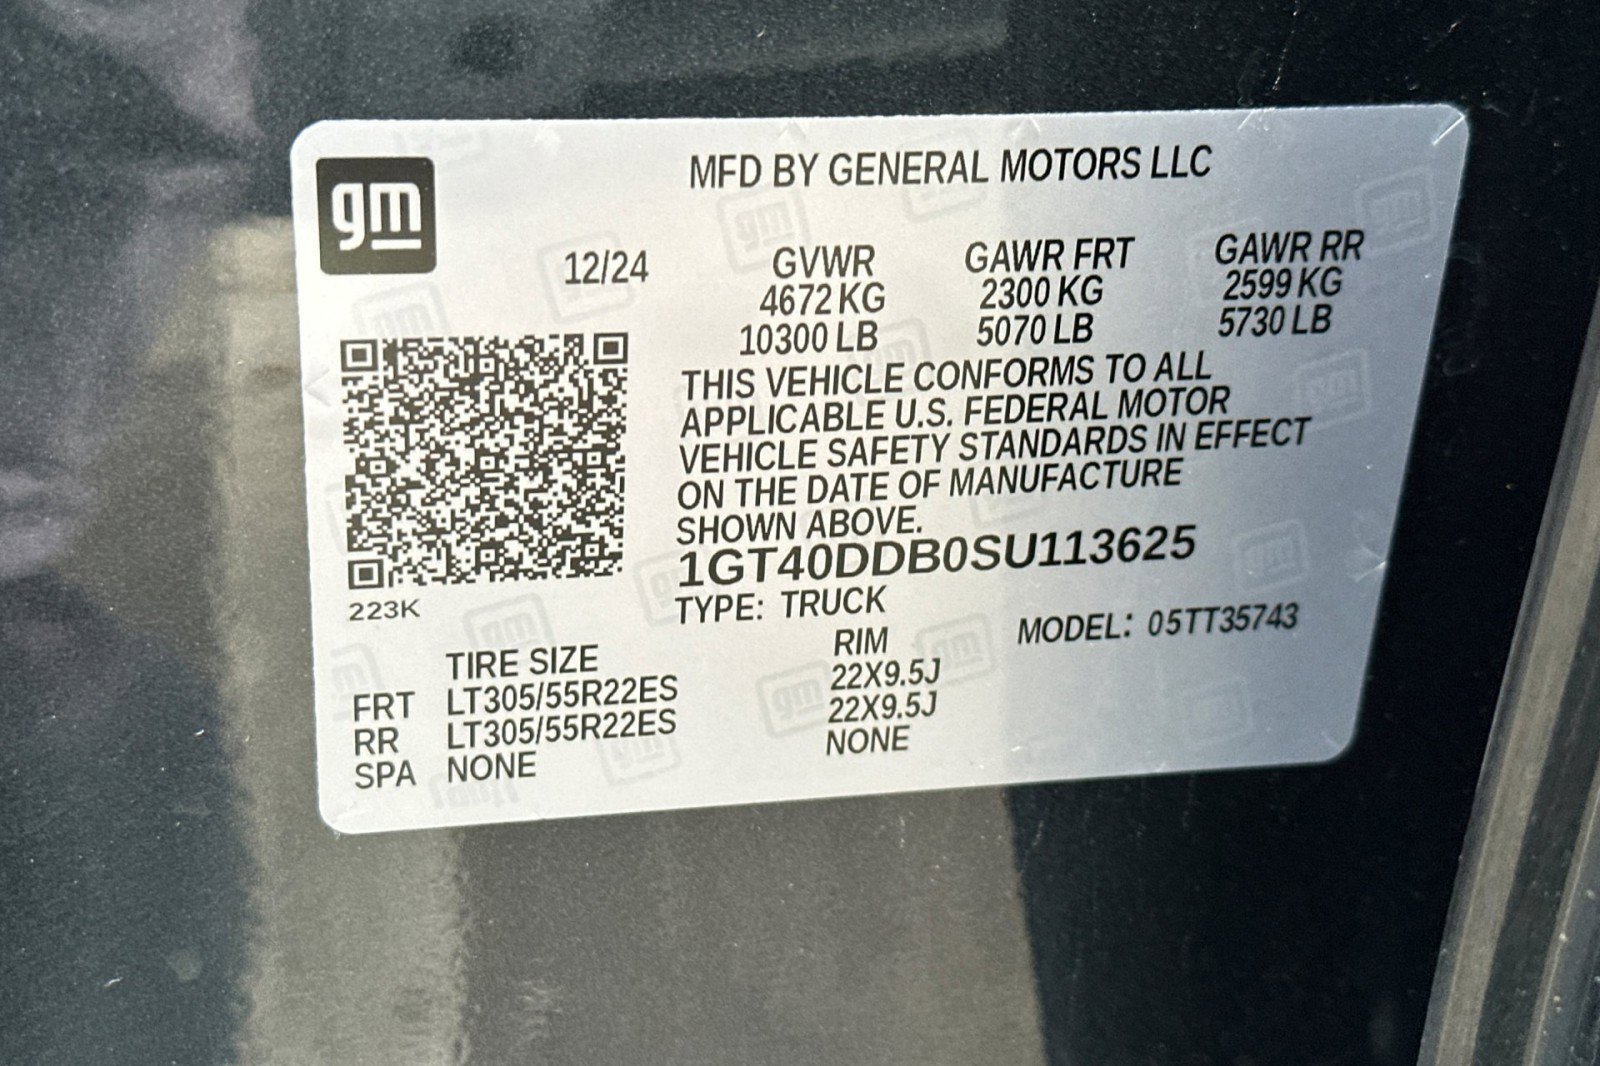 gm
MFD BY GENERAL MOTORS LLC
12/24
GVWR GAWR FRT GAWR RR
4672 KG 2300 KG 2599 KG
10300 LB 5070 LB 5730 LB
THIS VEHICLE CONFORMS TO ALL
APPLICABLE U.S. FEDERAL MOTOR
VEHICLE SAFETY STANDARDS IN EFFECT
ON THE DATE OF MANUFACTURE
SHOWN ABOVE.
1GT40DDB0SU113625
223K
TYPE: TRUCK
MODEL: 05TT35743
TIRE SIZE RIM
FRT LT305/55R22ES 22X9.5J
RR LT305/55R22ES 22X9.5J
SPA NONE NONE